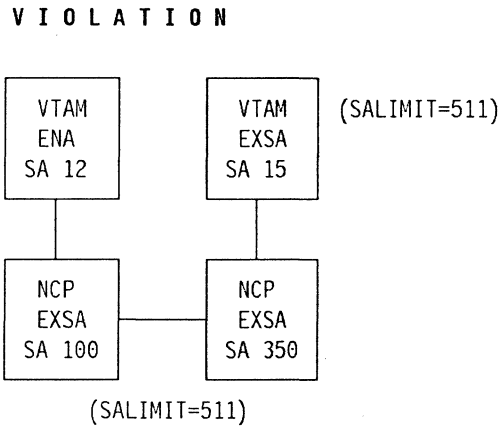 VIOLATION
VTAM
ENA
SA 12
VTAM
EXSA
SA 15
(SALIMIT=511)
NCP
EXSA
SA 100
NCP
EXSA
SA 350
(SALIMIT=511)